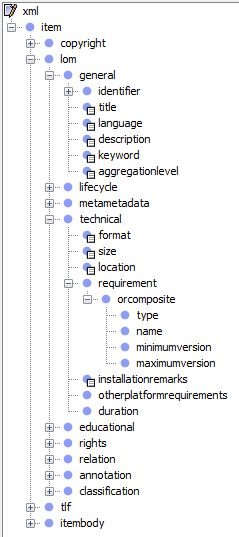 xml
item
copyright
lom
general
identifier
title
language
description
keyword
aggregationlevel
lifecycle
metametadata
technical
format
size
location
requirement
orcomposite
type
name
minimumversion
maximumversion
installationremarks
otherplatformrequirements
duration
educational
rights
relation
annotation
classification
tlf
itembody